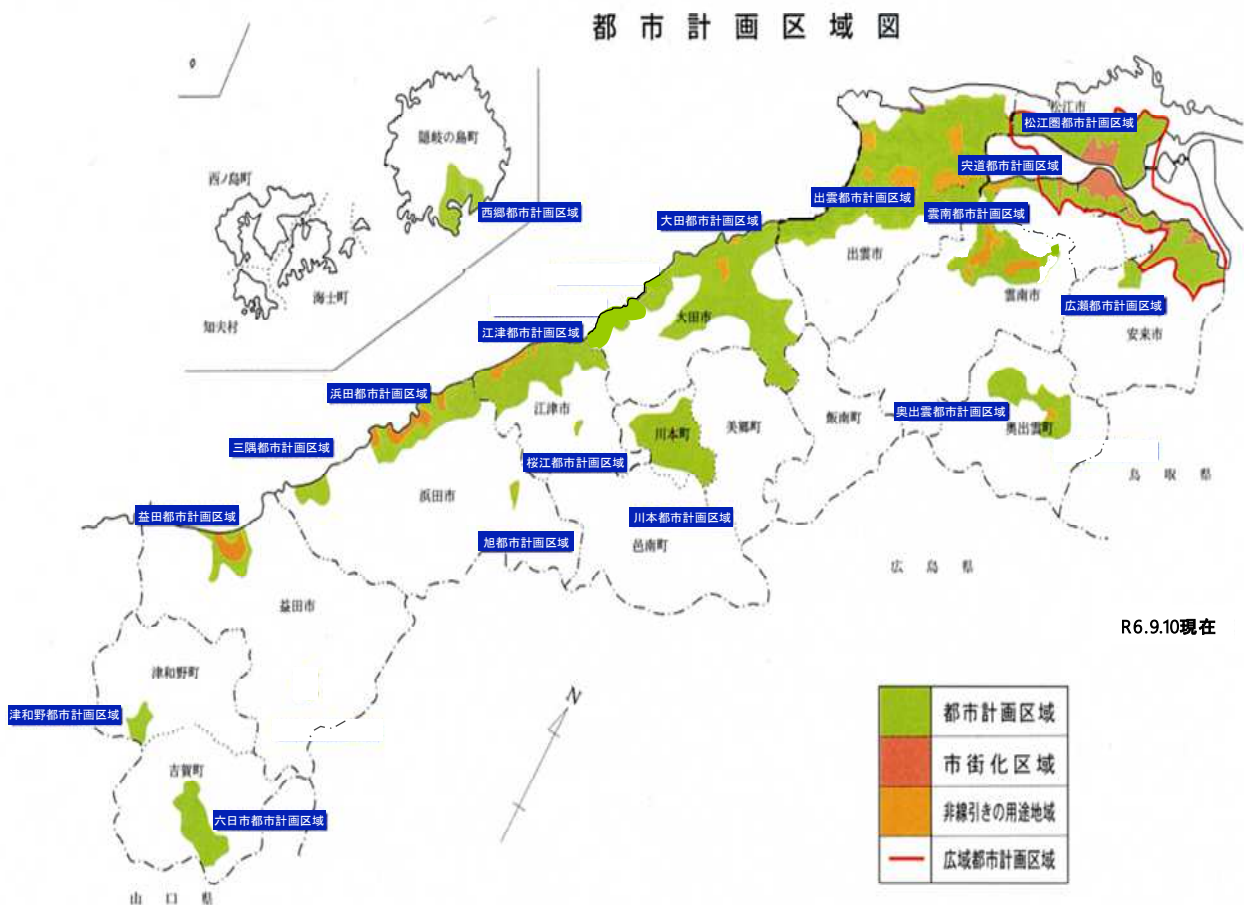 都市計画区域図
松江市
松江圏都市計画区域
隠岐の島町
宍道都市計画区域
西ノ島町
出雲都市計画区域
西郷都市計画区域
雲南都市計画区域
大田都市計画区域
出雲市
海士町
雲南市
広瀬都市計画区域
知夫村
大田市
江津都市計画区域
安来市
浜田都市計画区域
江津市
奥出雲都市計画区域
美郷町
飯南町
奥出雲町
川本町
三隅都市計画区域
桜江都市計画区域
鳥取県
浜田市
益田都市計画区域
川本都市計画区域
旭都市計画区域
邑南町
広島県
益田市
R6.9.10現在
津和野町
N
津和野都市計画区域
都市計画区域
市街化区域
吉賀町
非線引きの用途地域
六日市都市計画区域
広域都市計画区域
山口県